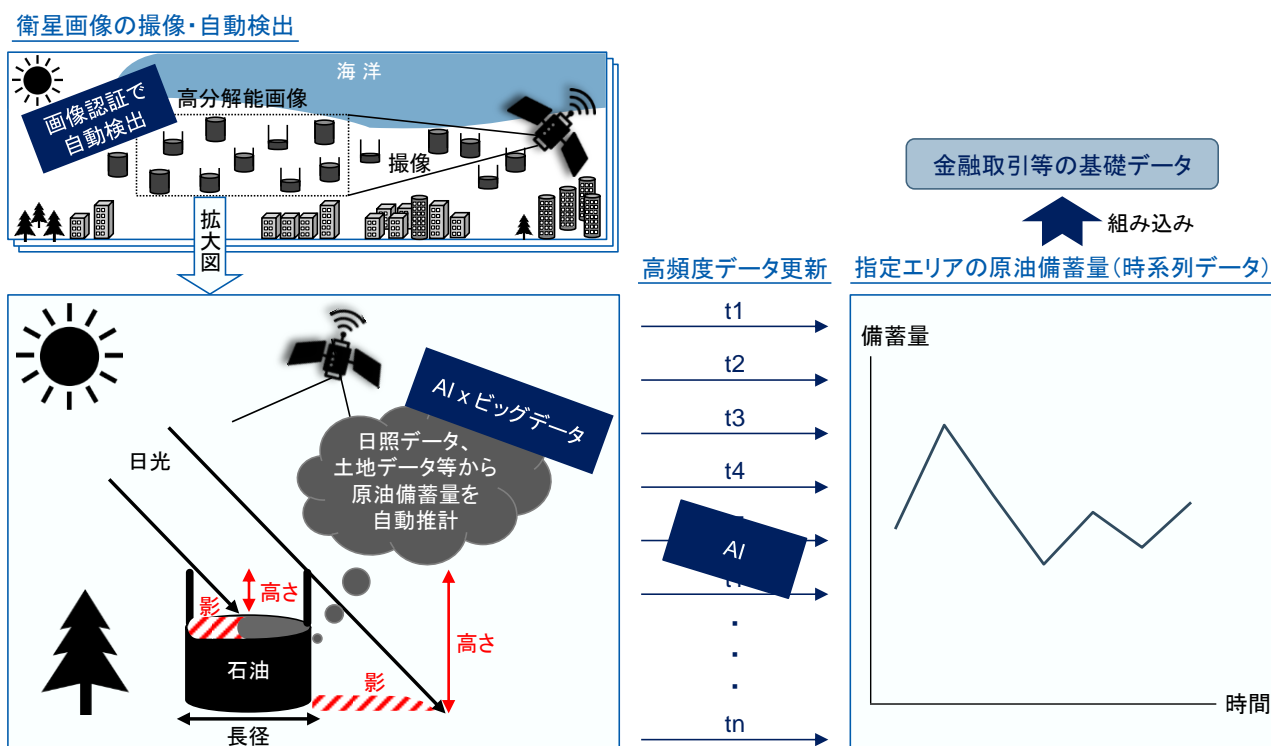 衛星画像の撮像・自動検出
海洋
画像認証で
自動検出
高分解能画像
撮像
拡大図
日光
AI x ビッグデータ
日照データ、
土地データ等から
原油備蓄量を
自動推計
高さ
影
石油
高さ
影
長径
高頻度データ更新
t1
t2
t3
t4
AI
・
・
・
tn
金融取引等の基礎データ
組み込み
指定エリアの原油備蓄量(時系列データ)
備蓄量
時間